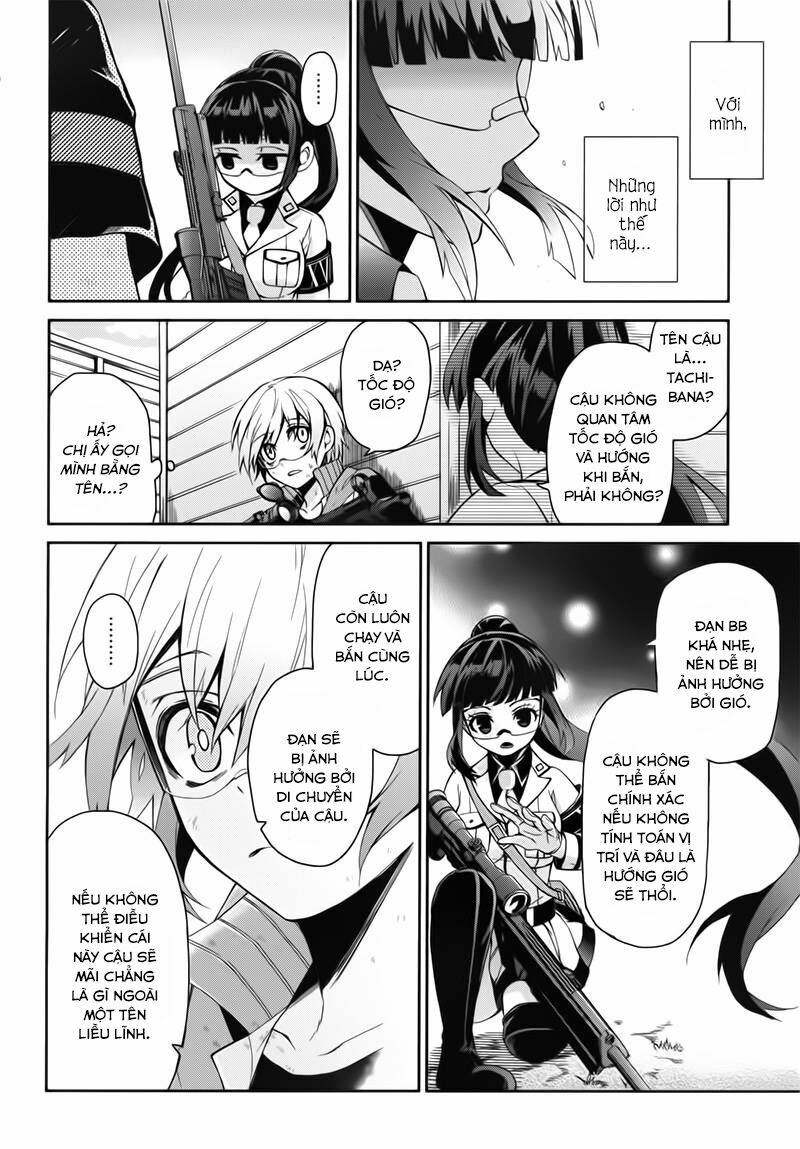 Với
mình,
Những
lời như
thế
này...
.......
TÊN CẬU
LÀ...
TACHI-
BANA?
CẬU KHÔNG
QUAN TÂM
TỐC ĐỘ GIÓ
VÀ HƯỚNG
KHI BẮN,
PHẢI KHÔNG?
DẠ?
TỐC ĐỘ
GIÓ?
HẢ?
CHỊ ẤY GỌI
MÌNH BẰNG
TÊN...?
ĐẠN BB
KHÁ NHẸ,
NÊN DỄ BỊ
ẢNH HƯỞNG
BỞI GIÓ.
CẬU KHÔNG
THỂ BẮN
CHÍNH XÁC
NẾU KHÔNG
TÍNH TOÁN VỊ
TRÍ VÀ ĐÂU LÀ
HƯỚNG GIÓ
SẼ THỔI.
CẬU
CÒN LUÔN
CHẠY VÀ
BẮN CÙNG
LÚC.
ĐẠN SẼ
BỊ ẢNH
HƯỞNG BỞI
DI CHUYỂN
CỦA CẬU.
.......
NẾU KHÔNG
THỂ ĐIỀU
KHIỂN CÁI
NÀY CẬU SẼ
MÃI CHẲNG
LÀ GÌ NGOÀI
MỘT TÊN
LIỀU LĨNH.